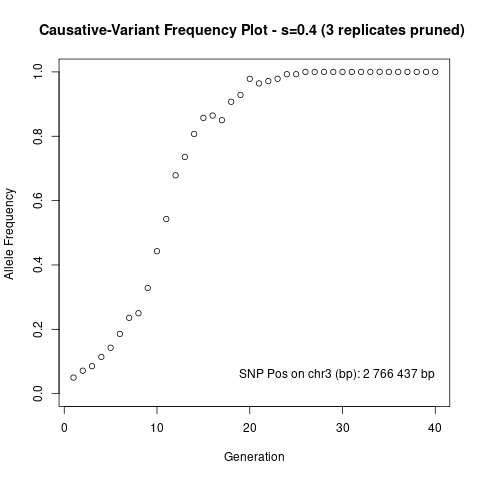 Causative-Variant Frequency Plot - s=0.4 (3 replicates pruned)
1.0
0.8
0.6
0.4
0.2
0.0
Allele Frequency
SNP Pos on chr3 (bp): 2 766 437 bp
0 10 20 30 40
Generation